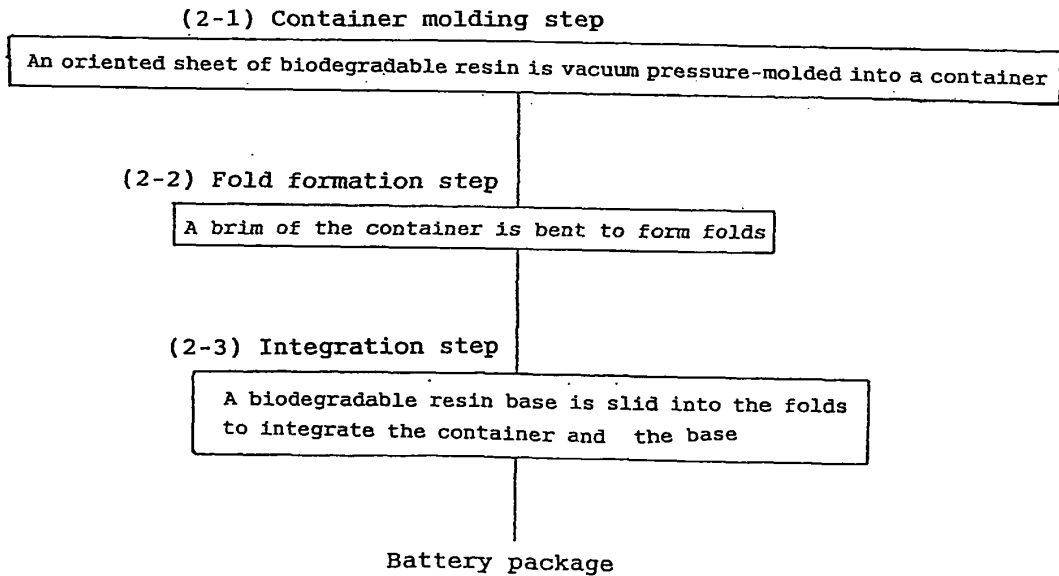 (2-1) Container molding step
An oriented sheet of biodegradable resin is vacuum pressure-molded into a container
(2-2) Fold formation step
A brim of the container is bent to form folds
(2-3) Integration step
A biodegradable resin base is slid into the folds
to integrate the container and the base
Battery package